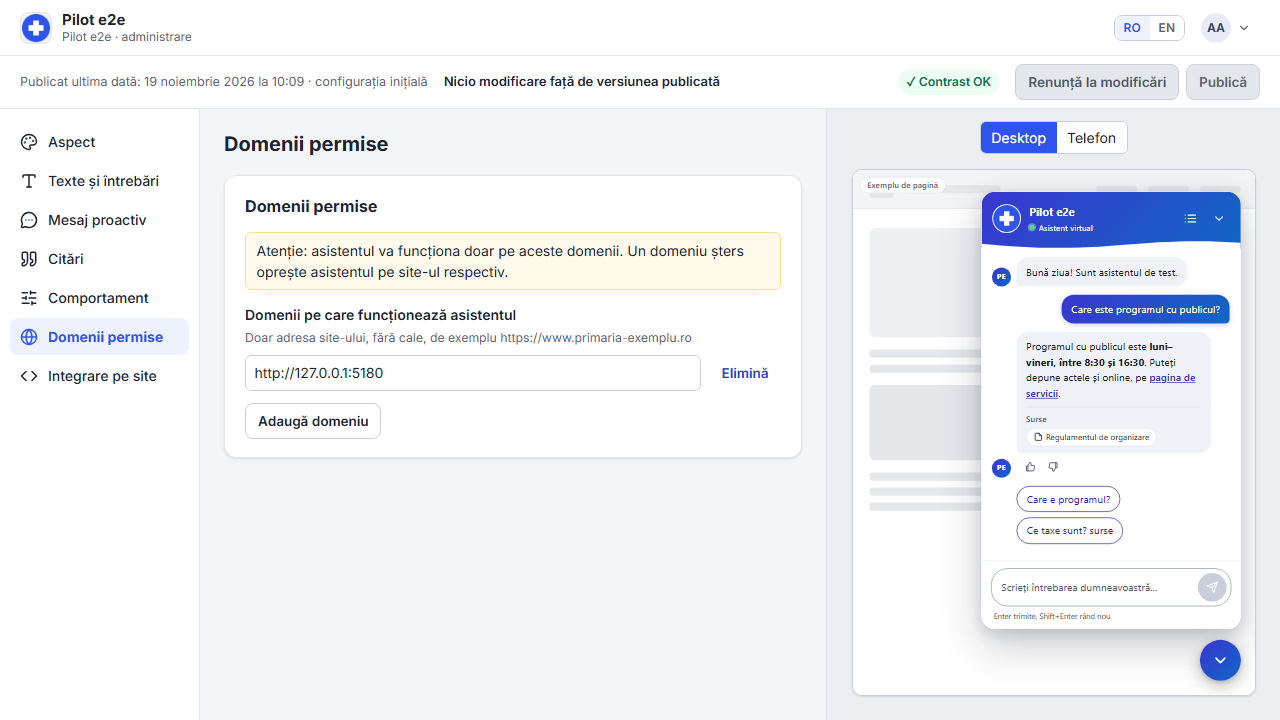 Pilot e2e
Pilot e2e · administrare
RO EN
AA
Publicat ultima dată: 19 noiembrie 2026 la 10:09 · configurația inițială
Nicio modificare față de versiunea publicată
✓ Contrast OK
Renunță la modificări
Publică
Aspect
Texte și întrebări
Mesaj proactiv
Citări
Comportament
Domenii permise
Integrare pe site
Domenii permise
Domenii permise
Atenție: asistentul va funcționa doar pe aceste domenii. Un domeniu șters
oprește asistentul pe site-ul respectiv.
Domenii pe care funcționează asistentul
Doar adresa site-ului, fără cale, de exemplu https://www.primaria-exemplu.ro
http://127.0.0.1:5180
Elimină
Adaugă domeniu
Desktop
Telefon
Exemplu de pagină
Pilot e2e
Asistent virtual
PE
Bună ziua! Sunt asistentul de test.
Care este programul cu publicul?
Programul cu publicul este luni–
vineri, între 8:30 și 16:30. Puteți
depune actele și online, pe pagina de
servicii.
Surse
Regulamentul de organizare
PE
Care e programul?
Ce taxe sunt? surse
Scrieți întrebarea dumneavoastră...
Enter trimite, Shift+Enter rând nou